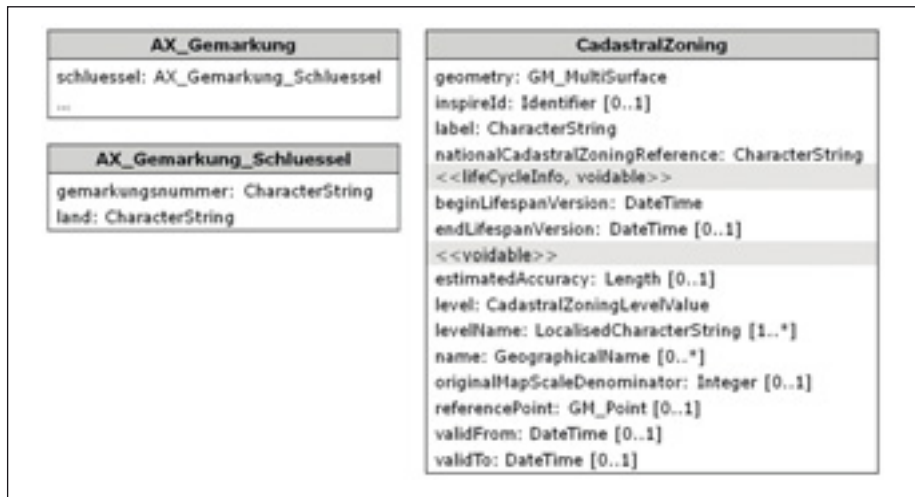 AX_Gemarkung
schluessel: AX_Gemarkung_Schluessel
...
AX_Gemarkung_Schluessel
gemarkungsnummer: CharacterString
land: CharacterString
CadastralZoning
geometry: GM_MultiSurface
inspireId: Identifier [0..1]
label: CharacterString
nationalCadastralZoningReference: CharacterString
<<lifeCycleInfo, voidable>>
beginLifespanVersion: DateTime
endLifespanVersion: DateTime [0..1]
<<voidable>>
estimatedAccuracy: Length [0..1]
level: CadastralZoningLevelValue
levelName: LocalisedCharacterString [1..*]
name: GeographicalName [0..*]
originalMapScaleDenominator: Integer [0..1]
referencePoint: GM_Point [0..1]
validFrom: DateTime [0..1]
validTo: DateTime [0..1]